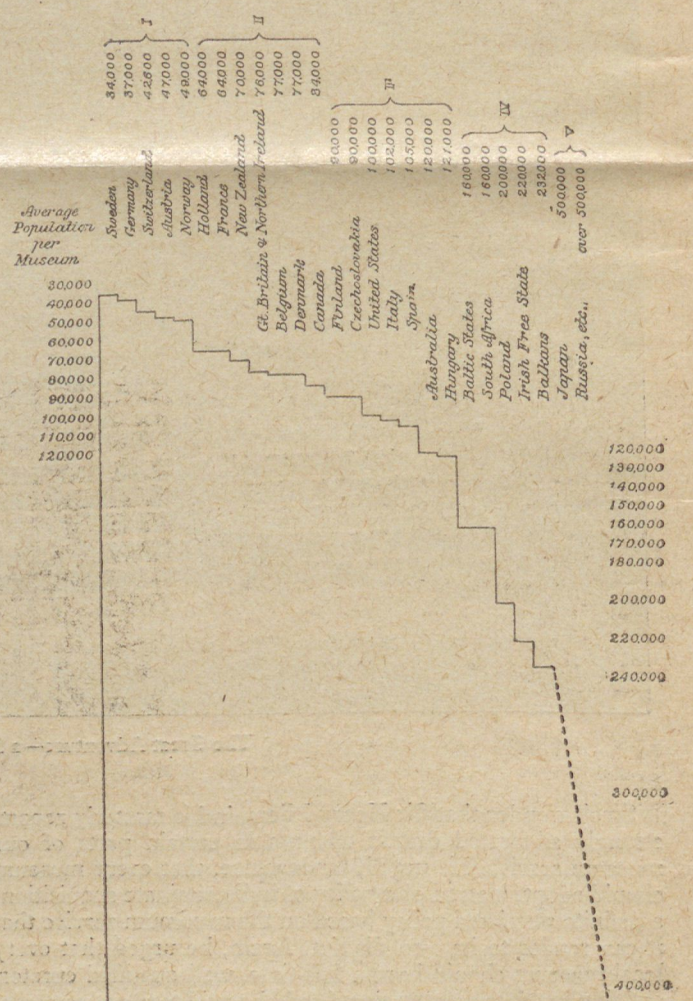 I
II
III
IV
V
34,000
37,000
42,600
47,000
49,000
64,000
64,000
70,000
76,000
77,000
77,000
84,000
90,000
90,000
100,000
102,000
105,000
120,000
127,000
160,000
160,000
200,000
220,000
232,000
500,000
over 500,000
Sweden
Germany
Switzerland
Austria
Norway
Holland
France
New Zealand
Gt. Britain & Northern Ireland
Belgium
Denmark
Canada
Finland
Czechoslovakia
United States
Italy
Spain
Australia
Hungary
Baltic States
South Africa
Poland
Irish Free State
Balkans
Japan
Russia, etc.,
Average
Population
per
Museum
30,000
40,000
50,000
60,000
70,000
80,000
90,000
100,000
110,000
120,000
120,000
130,000
140,000
150,000
160,000
170,000
180,000
200,000
220,000
240,000
300,000
400,000